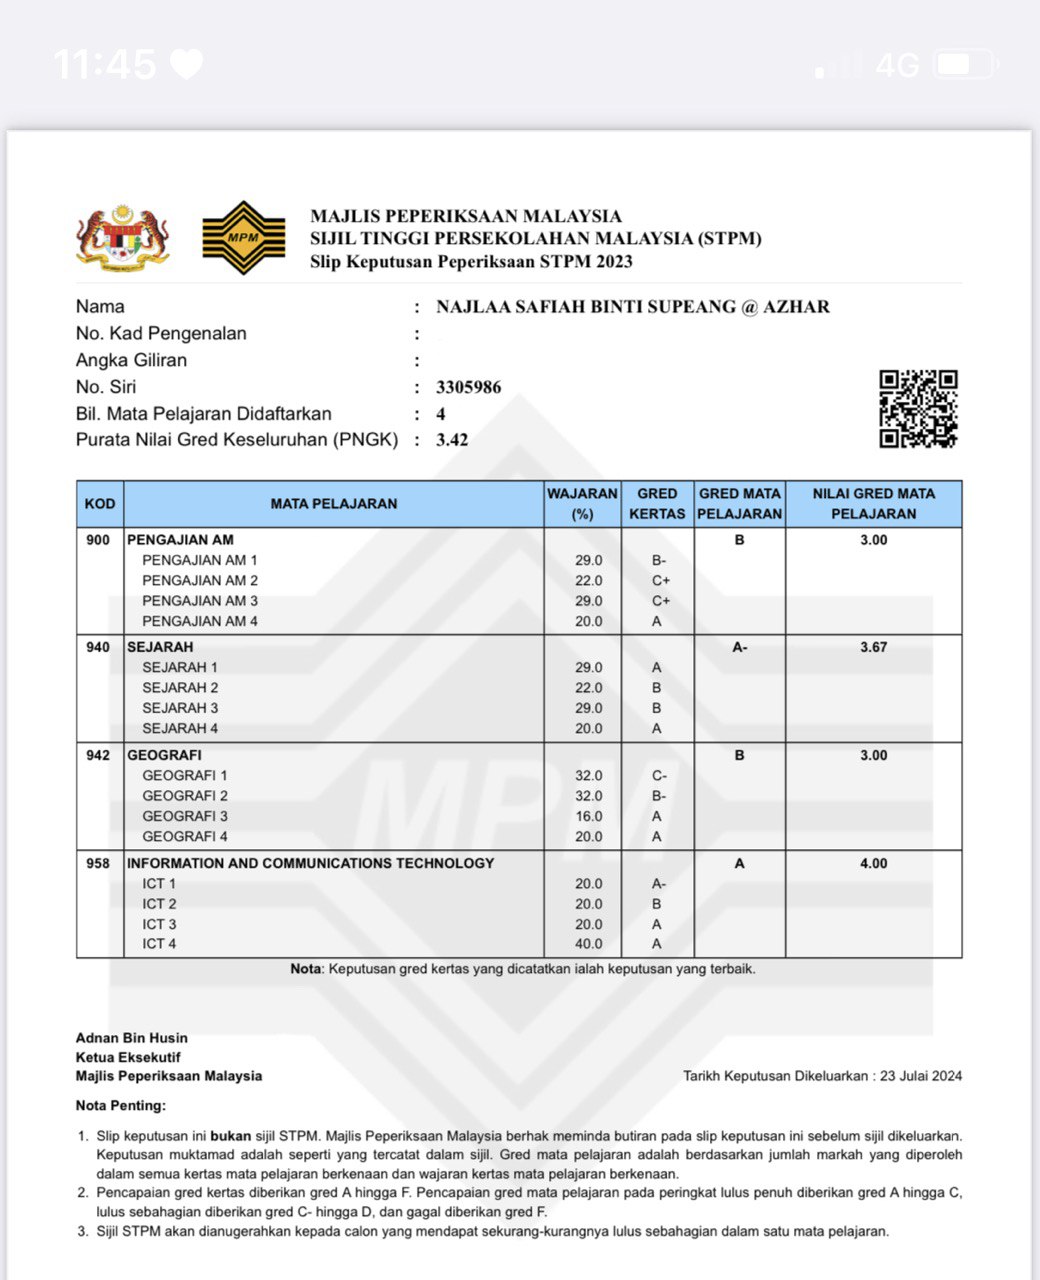 11:45
4G
MPM
MAJLIS PEPERIKSAAN MALAYSIA
SIJIL TINGGI PERSEKOLAHAN MALAYSIA (STPM)
Slip Keputusan Peperiksaan STPM 2023
Nama : NAJLAA SAFIAH BINTI SUPEANG @ AZHAR
No. Kad Pengenalan :
Angka Giliran :
No. Siri : 3305986
Bil. Mata Pelajaran Didaftarkan : 4
Purata Nilai Gred Keseluruhan (PNGK) : 3.42
KOD MATA PELAJARAN WAJARAN (%) GRED KERTAS GRED MATA PELAJARAN NILAI GRED MATA PELAJARAN
900 PENGAJIAN AM B 3.00
PENGAJIAN AM 1 29.0 B-
PENGAJIAN AM 2 22.0 C+
PENGAJIAN AM 3 29.0 C+
PENGAJIAN AM 4 20.0 A
940 SEJARAH A- 3.67
SEJARAH 1 29.0 A
SEJARAH 2 22.0 B
SEJARAH 3 29.0 B
SEJARAH 4 20.0 A
942 GEOGRAFI B 3.00
GEOGRAFI 1 32.0 C-
GEOGRAFI 2 32.0 B-
GEOGRAFI 3 16.0 A
GEOGRAFI 4 20.0 A
958 INFORMATION AND COMMUNICATIONS TECHNOLOGY A 4.00
ICT 1 20.0 A-
ICT 2 20.0 B
ICT 3 20.0 A
ICT 4 40.0 A
MPM
Nota: Keputusan gred kertas yang dicatatkan ialah keputusan yang terbaik.
Adnan Bin Husin
Ketua Eksekutif
Majlis Peperiksaan Malaysia
Tarikh Keputusan Dikeluarkan : 23 Julai 2024
Nota Penting:
1. Slip keputusan ini bukan sijil STPM. Majlis Peperiksaan Malaysia berhak meminda butiran pada slip keputusan ini sebelum sijil dikeluarkan.
Keputusan muktamad adalah seperti yang tercatat dalam sijil. Gred mata pelajaran adalah berdasarkan jumlah markah yang diperoleh
dalam semua kertas mata pelajaran berkenaan dan wajaran kertas mata pelajaran berkenaan.
2. Pencapaian gred kertas diberikan gred A hingga F. Pencapaian gred mata pelajaran pada peringkat lulus penuh diberikan gred A hingga C,
lulus sebahagian diberikan gred C- hingga D, dan gagal diberikan gred F.
3. Sijil STPM akan dianugerahkan kepada calon yang mendapat sekurang-kurangnya lulus sebahagian dalam satu mata pelajaran.